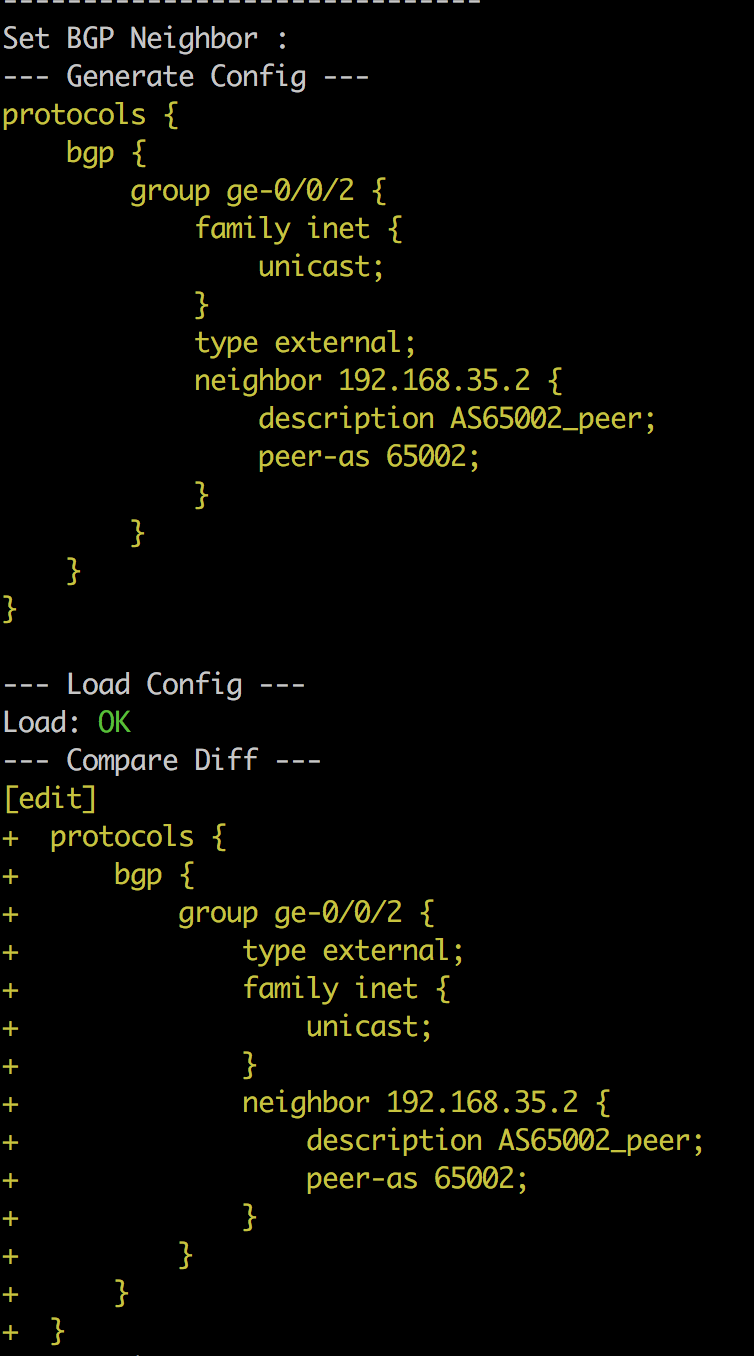 ------------------------------
Set BGP Neighbor :
--- Generate Config ---
protocols {
    bgp {
        group ge-0/0/2 {
            family inet {
                unicast;
            }
            type external;
            neighbor 192.168.35.2 {
                description AS65002_peer;
                peer-as 65002;
            }
        }
    }
}

--- Load Config ---
Load: OK
--- Compare Diff ---
[edit]
+  protocols {
+      bgp {
+          group ge-0/0/2 {
+              type external;
+              family inet {
+                  unicast;
+              }
+              neighbor 192.168.35.2 {
+                  description AS65002_peer;
+                  peer-as 65002;
+              }
+          }
+      }
+  }